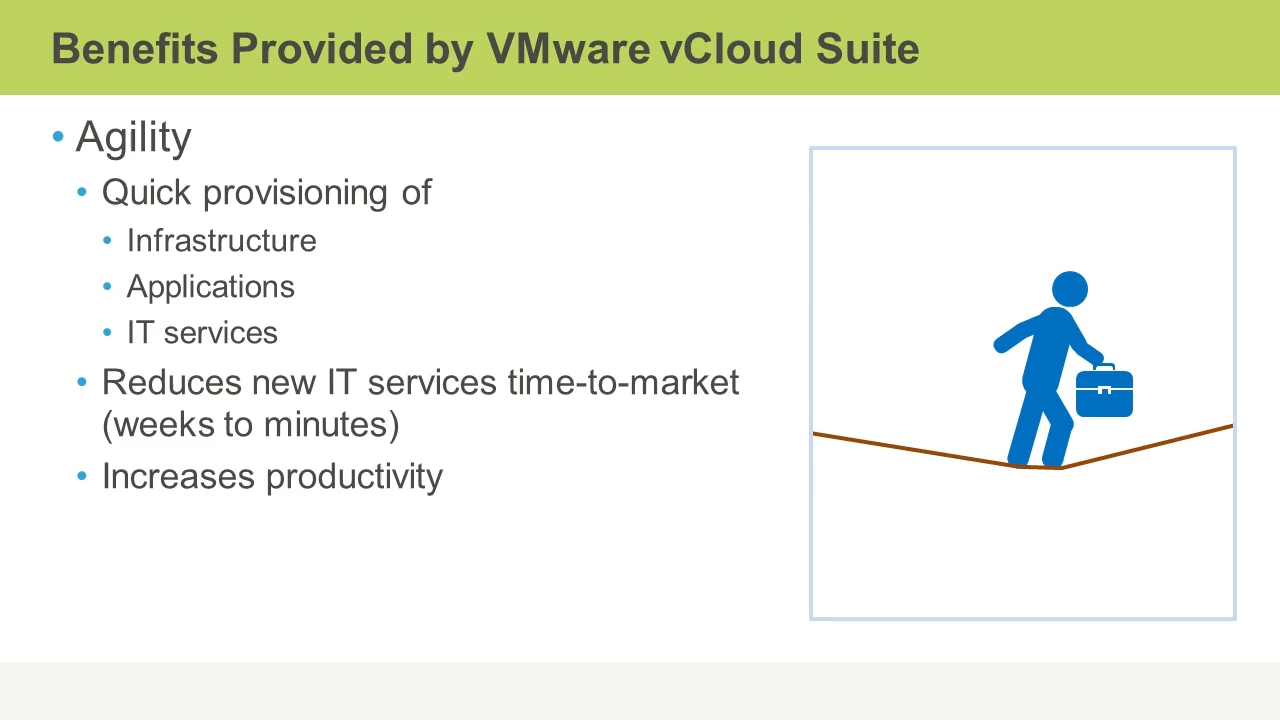 Benefits Provided by VMware vCloud Suite
• Agility
• Quick provisioning of
• Infrastructure
• Applications
• IT services
• Reduces new IT services time-to-market
(weeks to minutes)
• Increases productivity